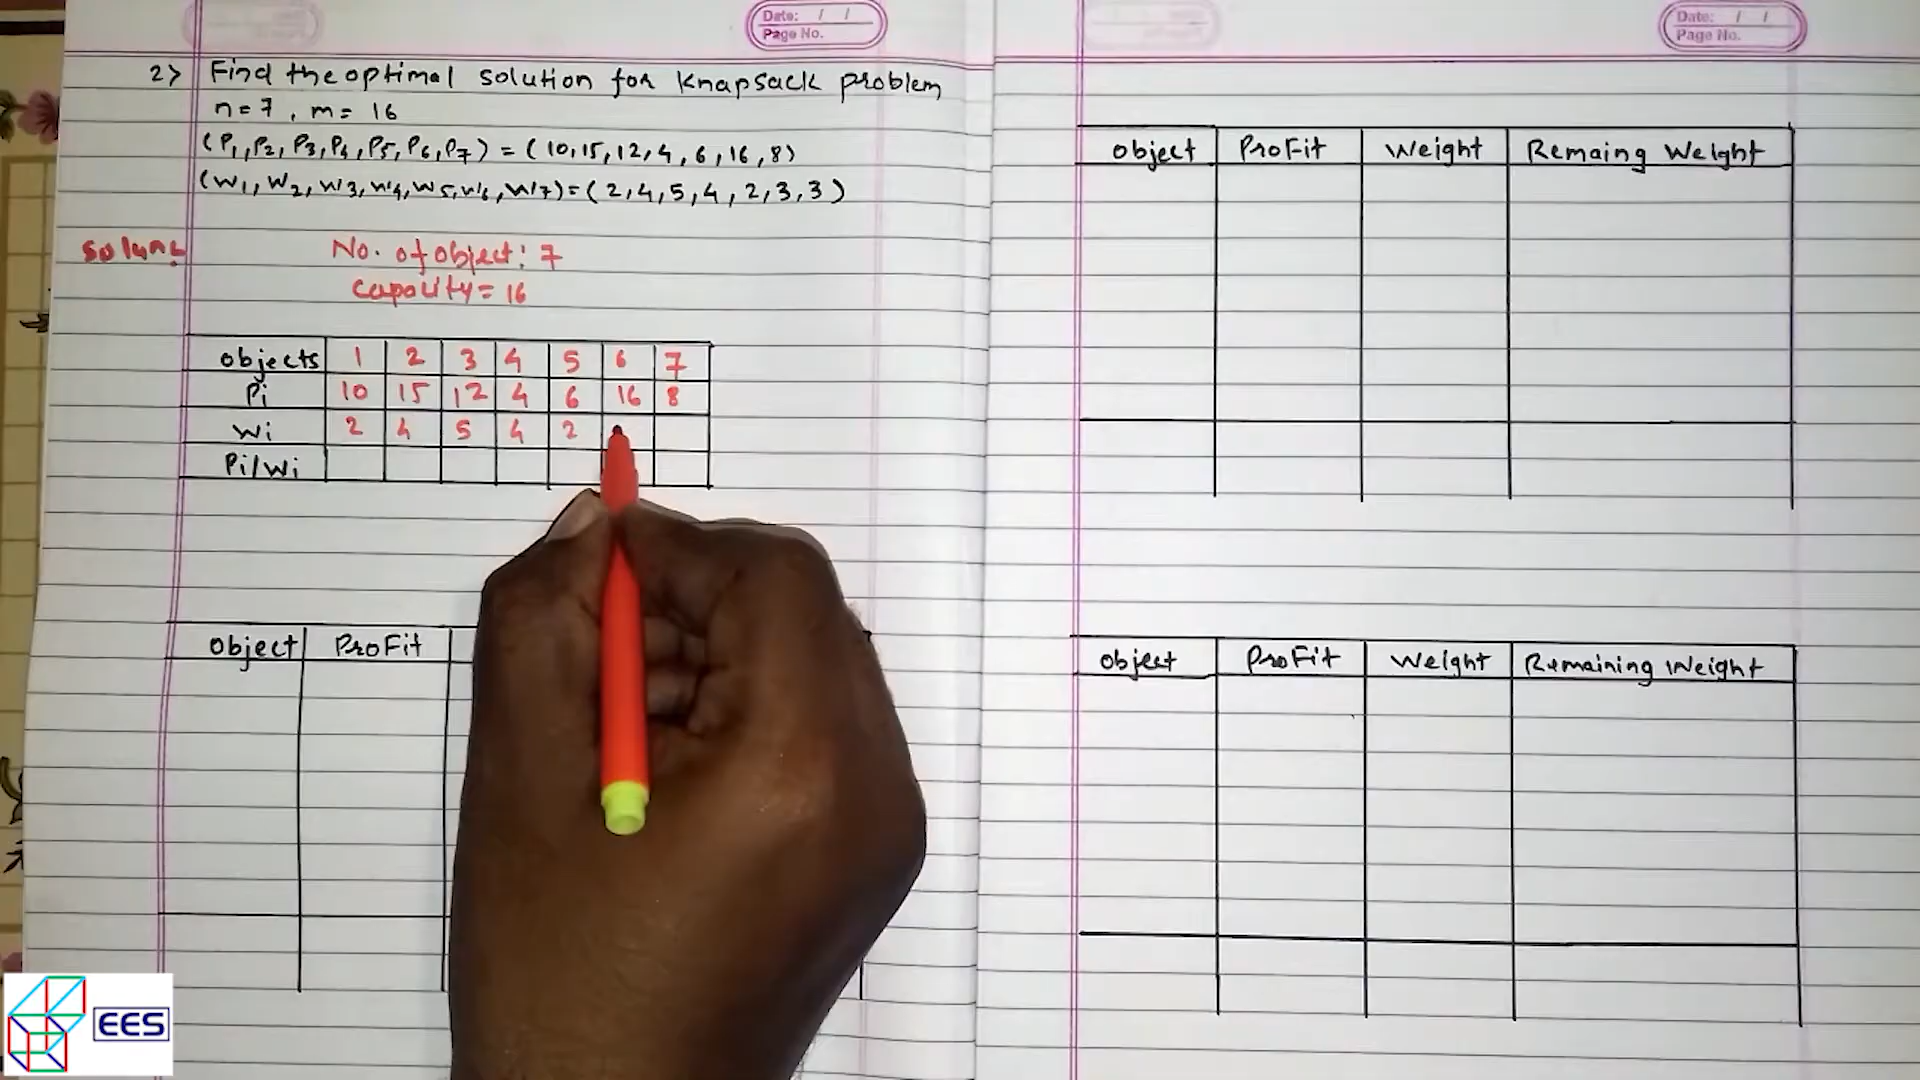 Date: / /
Page No.
2> Find the optimal solution for Knapsack problem
n=7, m= 16
(P1,P2,P3,P4,P5,P6,P7) = (10,15,12,4,6,16,8)
(W1,W2,W3,W4,W5,W6,W7)=(2,4,5,4,2,3,3)
No. of object: 7
capacity= 16
objects 1 2 3 4 5 6 7
Pi 10 15 12 4 6 16 8
Wi 2 4 5 4 2
Pi/Wi
object ProFit
EES
Date: / /
Page No.
object ProFit Weight Remaing Weight
object ProFit Weight Remaining Weight